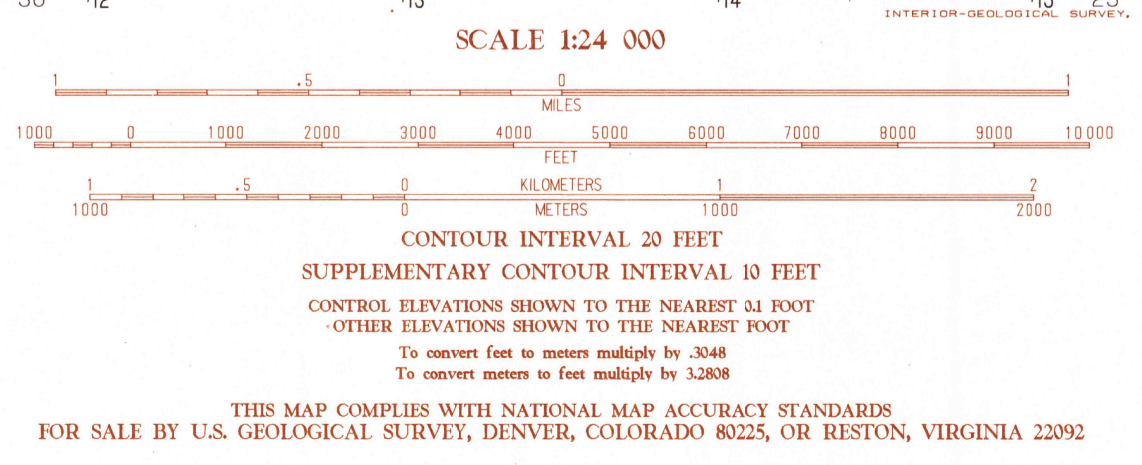 INTERIOR-GEOLOGICAL SURVEY,
SCALE 1:24 000
1 .5 0 1
MILES
1000 0 1000 2000 3000 4000 5000 6000 7000 8000 9000 10 000
FEET
1 .5 0 KILOMETERS 1 2
1000 0 METERS 1000 2000
CONTOUR INTERVAL 20 FEET
SUPPLEMENTARY CONTOUR INTERVAL 10 FEET
CONTROL ELEVATIONS SHOWN TO THE NEAREST 0.1 FOOT
OTHER ELEVATIONS SHOWN TO THE NEAREST FOOT
To convert feet to meters multiply by .3048
To convert meters to feet multiply by 3.2808
THIS MAP COMPLIES WITH NATIONAL MAP ACCURACY STANDARDS
FOR SALE BY U.S. GEOLOGICAL SURVEY, DENVER, COLORADO 80225, OR RESTON, VIRGINIA 22092